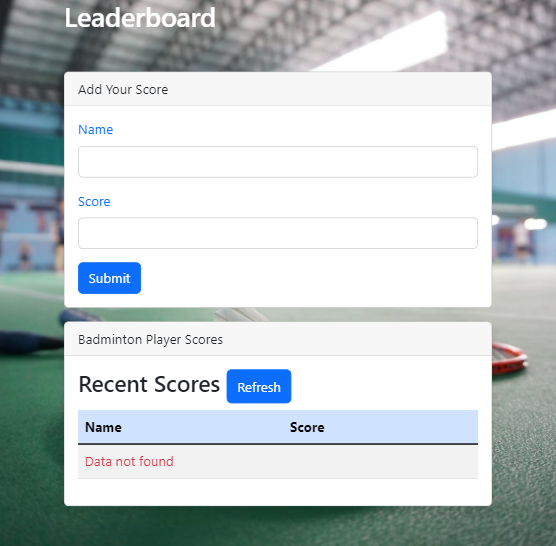 Leaderboard
Add Your Score
Name
Score
Submit
Badminton Player Scores
Recent Scores Refresh
Name Score
Data not found